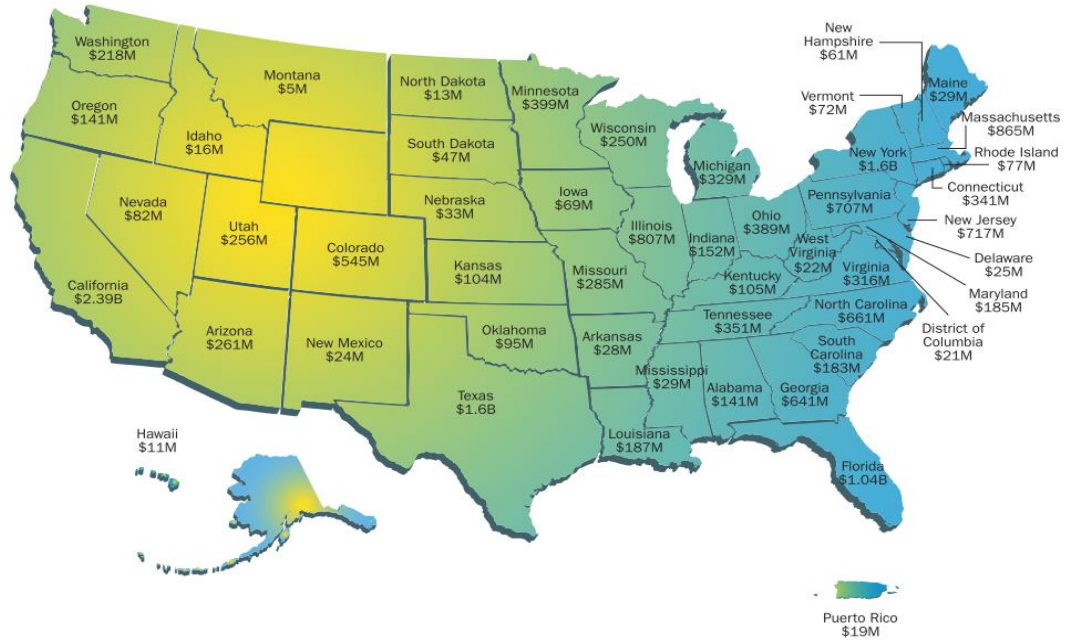 Washington
$218M
Oregon
$141M
California
$2.39B
Nevada
$82M
Idaho
$16M
Montana
$5M
Utah
$256M
Arizona
$261M
Colorado
$545M
New Mexico
$24M
North Dakota
$13M
South Dakota
$47M
Nebraska
$33M
Kansas
$104M
Oklahoma
$95M
Texas
$1.6B
Minnesota
$399M
Iowa
$69M
Missouri
$285M
Arkansas
$28M
Louisiana
$187M
Wisconsin
$250M
Illinois
$807M
Michigan
$329M
Indiana
$152M
Ohio
$389M
Kentucky
$105M
Tennessee
$351M
Mississippi
$29M
Alabama
$141M
Georgia
$641M
Florida
$1.04B
South
Carolina
$183M
North Carolina
$661M
Virginia
$316M
West
Virginia
$22M
Pennsylvania
$707M
New York
$1.6B
Vermont
$72M
New
Hampshire
$61M
Maine
$29M
Massachusetts
$865M
Rhode Island
$77M
Connecticut
$341M
New Jersey
$717M
Delaware
$25M
Maryland
$185M
District of
Columbia
$21M
Hawaii
$11M
Puerto Rico
$19M